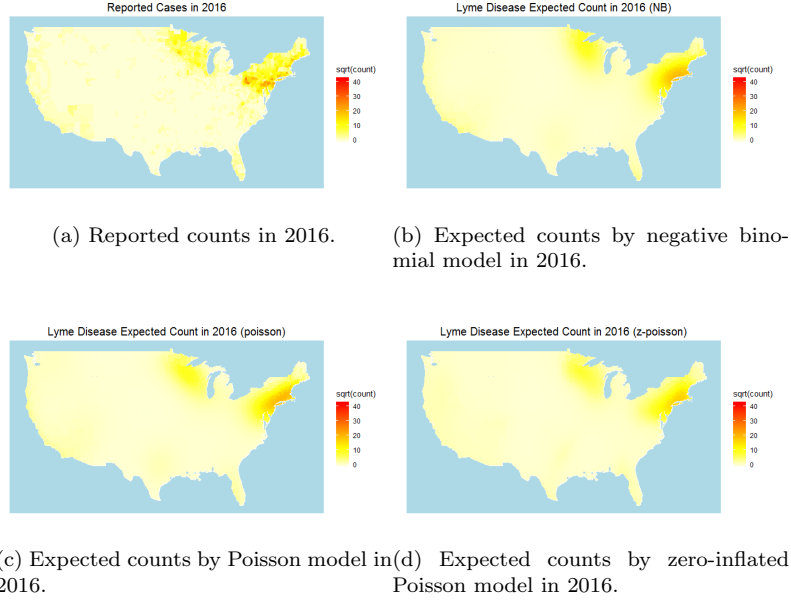 Reported Cases in 2016
sqrt(count)
40
30
20
10
0
(a) Reported counts in 2016.
Lyme Disease Expected Count in 2016 (NB)
sqrt(count)
40
30
20
10
0
(b) Expected counts by negative bino-
mial model in 2016.
Lyme Disease Expected Count in 2016 (poisson)
sqrt(count)
40
30
20
10
0
(c) Expected counts by Poisson model in
2016.
Lyme Disease Expected Count in 2016 (z-poisson)
sqrt(count)
40
30
20
10
0
(d) Expected counts by zero-inflated
Poisson model in 2016.